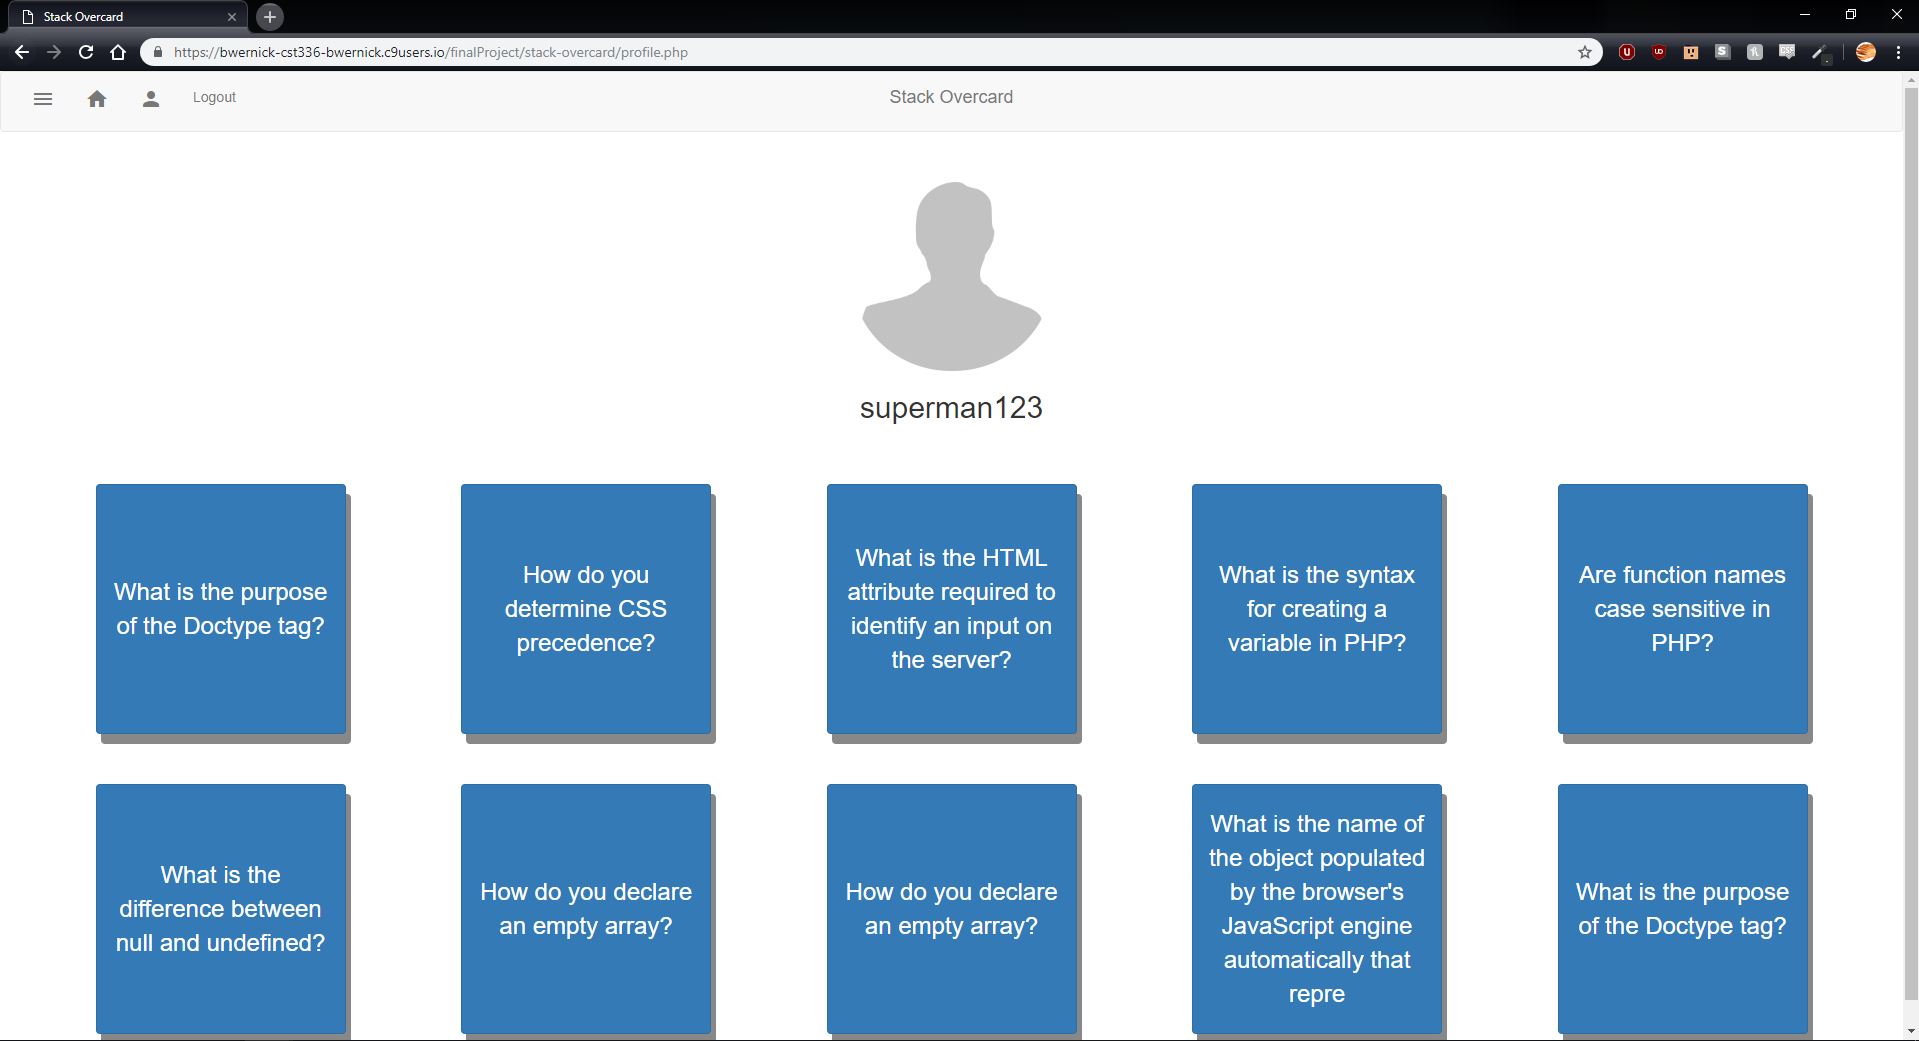 Stack Overcard
https://bwernick-cst336-bwernick.c9users.io/finalProject/stack-overcard/profile.php
Logout
Stack Overcard
superman123
What is the purpose
of the Doctype tag?
How do you
determine CSS
precedence?
What is the HTML
attribute required to
identify an input on
the server?
What is the syntax
for creating a
variable in PHP?
Are function names
case sensitive in
PHP?
What is the
difference between
null and undefined?
How do you declare
an empty array?
How do you declare
an empty array?
What is the name of
the object populated
by the browser's
JavaScript engine
automatically that
repre
What is the purpose
of the Doctype tag?